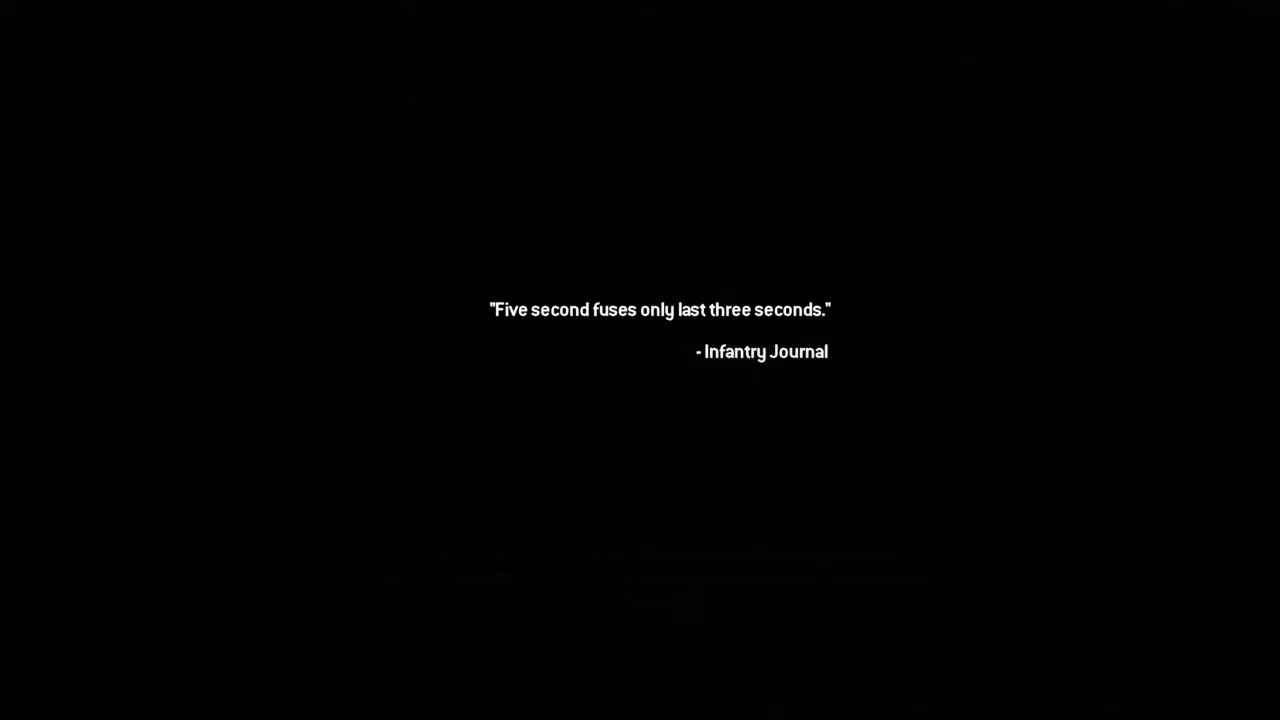 "Five second fuses only last three seconds."
- Infantry Journal